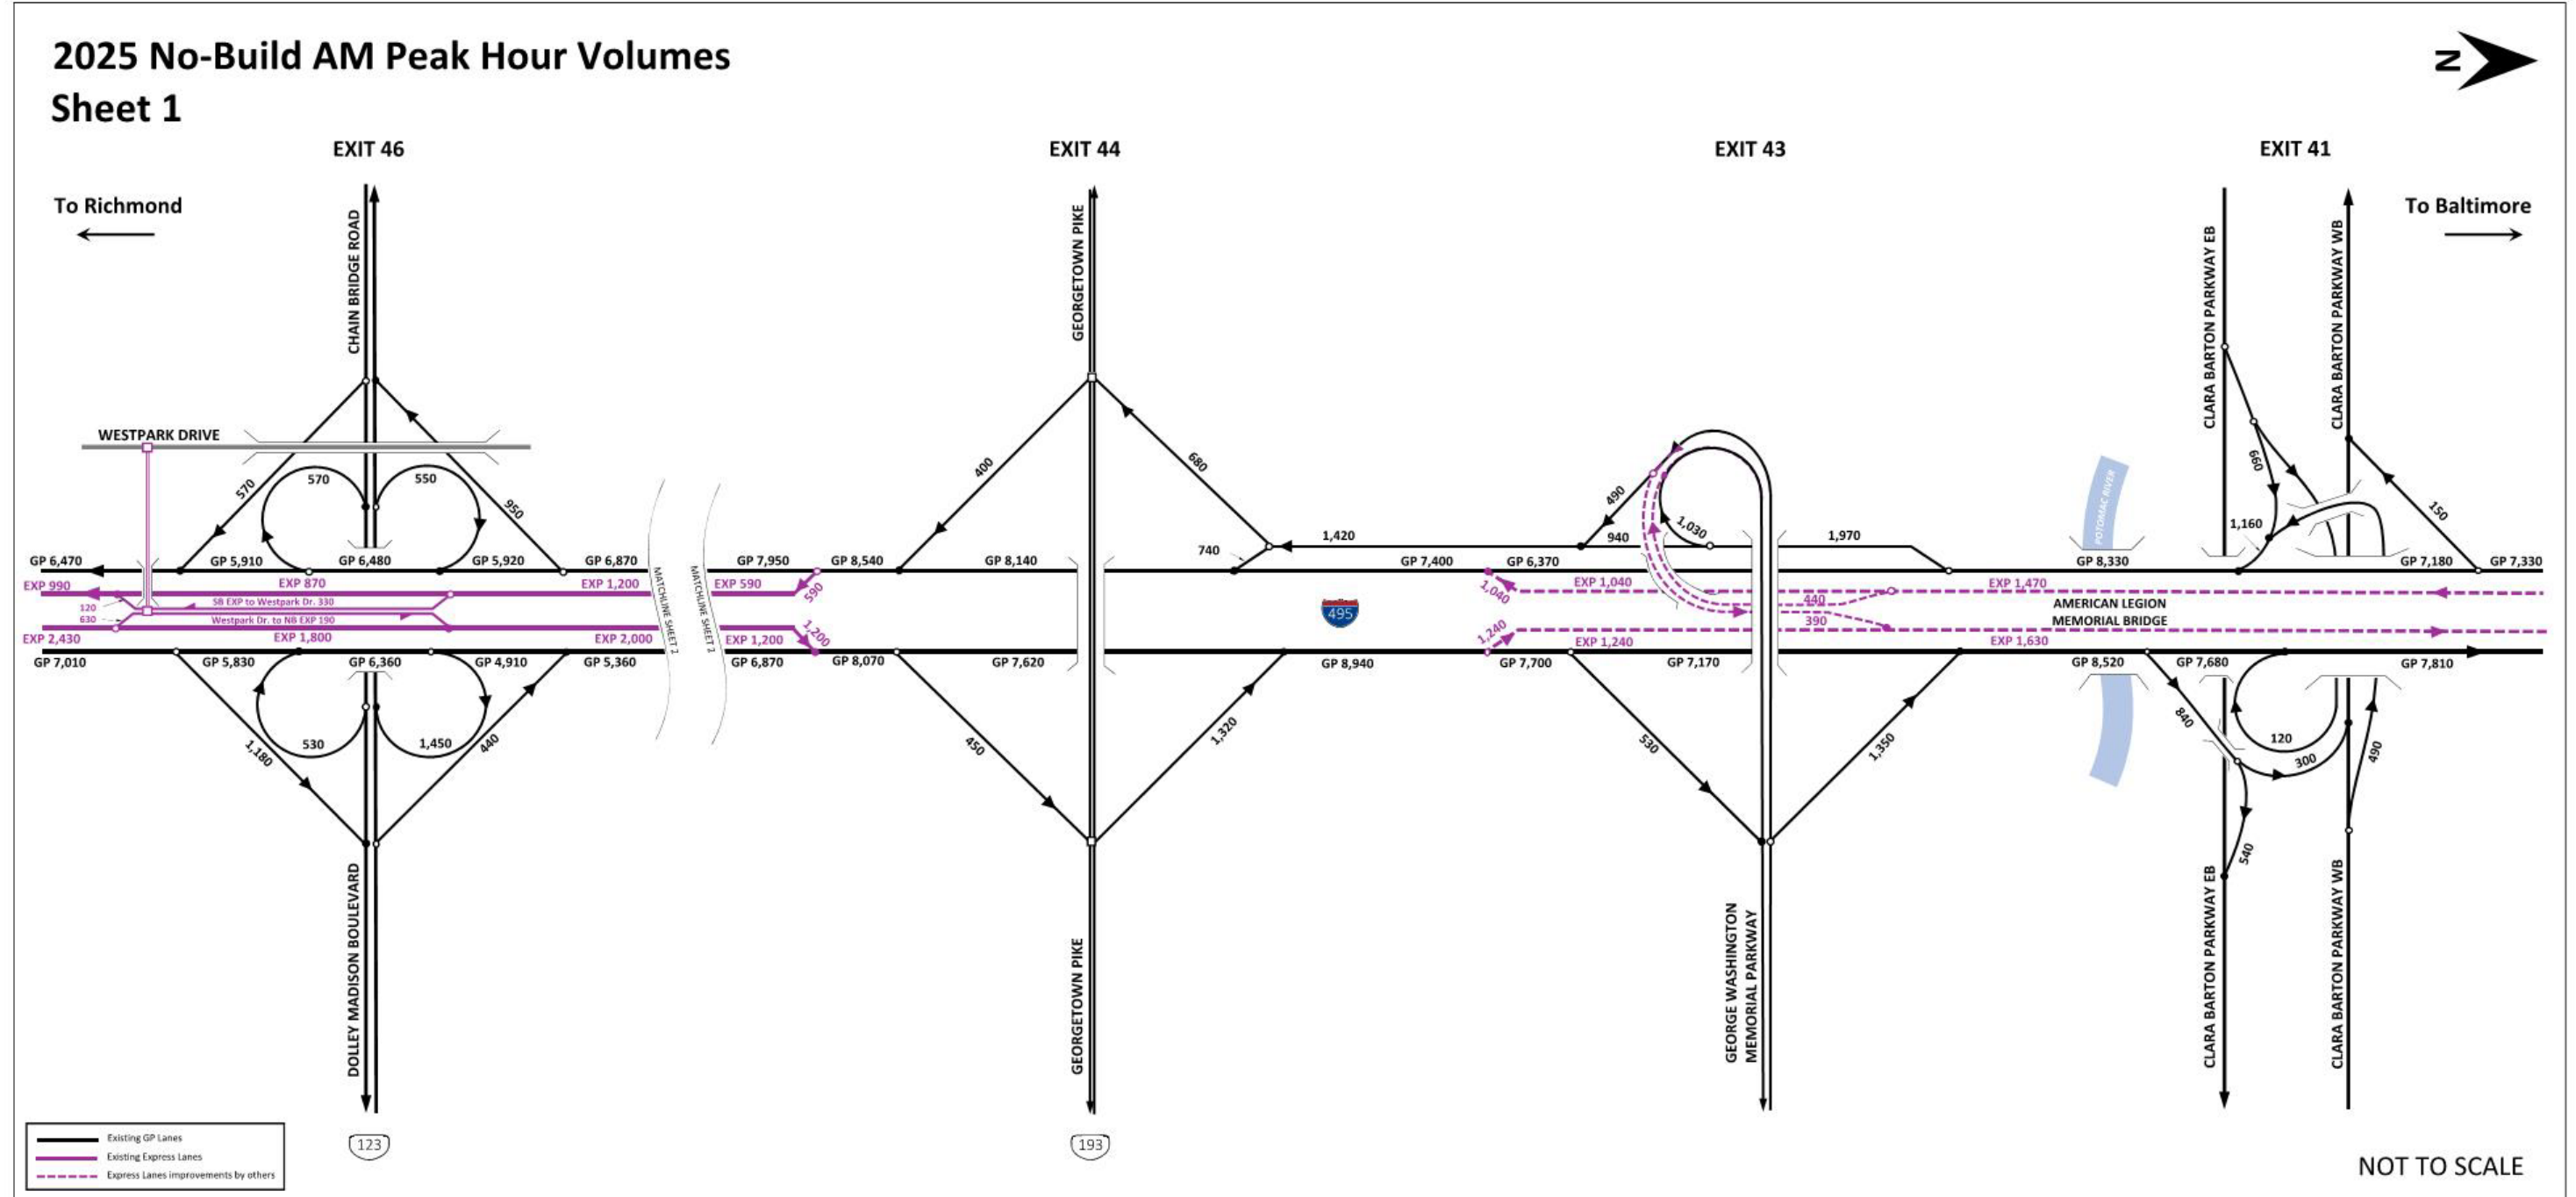 2025 No-Build AM Peak Hour Volumes
Sheet 1
N
EXIT 46
EXIT 44
EXIT 43
EXIT 41
To Richmond
To Baltimore
CHAIN BRIDGE ROAD
GEORGETOWN PIKE
CLARA BARTON PARKWAY EB
CLARA BARTON PARKWAY WB
WESTPARK DRIVE
570
570
550
950
400
680
490
1,030
660
1,160
150
POTOMAC RIVER
740
1,420
940
1,970
GP 6,470
GP 5,910
GP 6,480
GP 5,920
GP 6,870
GP 7,950
GP 8,540
GP 8,140
GP 7,400
GP 6,370
GP 8,330
GP 7,180
GP 7,330
EXP 990
EXP 870
EXP 1,200
EXP 590
590
1,040
EXP 1,040
EXP 1,470
120
SB EXP to Westpark Dr. 330
440
AMERICAN LEGION
MEMORIAL BRIDGE
495
630
Westpark Dr. to NB EXP 190
390
EXP 2,430
EXP 1,800
EXP 2,000
EXP 1,200
1,200
1,240
EXP 1,240
EXP 1,630
MATCHLINE SHEET 2
MATCHLINE SHEET 2
GP 7,010
GP 5,830
GP 6,360
GP 4,910
GP 5,360
GP 6,870
GP 8,070
GP 7,620
GP 8,940
GP 7,700
GP 7,170
GP 8,520
GP 7,680
GP 7,810
1,180
530
1,450
440
450
1,320
530
1,350
840
120
300
490
540
DOLLEY MADISON BOULEVARD
GEORGETOWN PIKE
GEORGE WASHINGTON
MEMORIAL PARKWAY
CLARA BARTON PARKWAY EB
CLARA BARTON PARKWAY WB
123
193
Existing GP Lanes
Existing Express Lanes
Express Lanes improvements by others
NOT TO SCALE